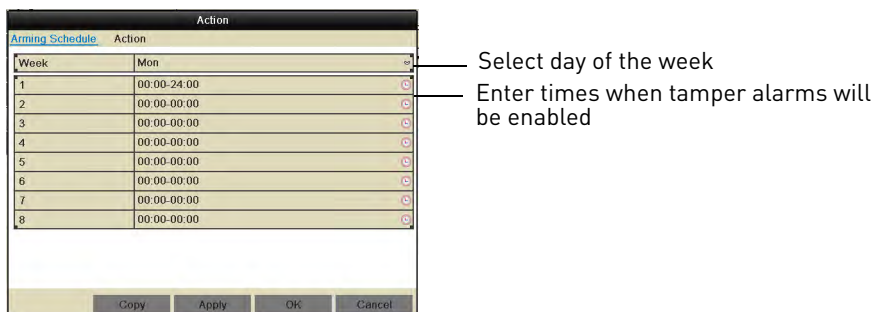 Action
Arming Schedule Action
Week Mon
1 00:00-24:00
2 00:00-00:00
3 00:00-00:00
4 00:00-00:00
5 00:00-00:00
6 00:00-00:00
7 00:00-00:00
8 00:00-00:00
Copy Apply OK Cancel
Select day of the week
Enter times when tamper alarms will
be enabled